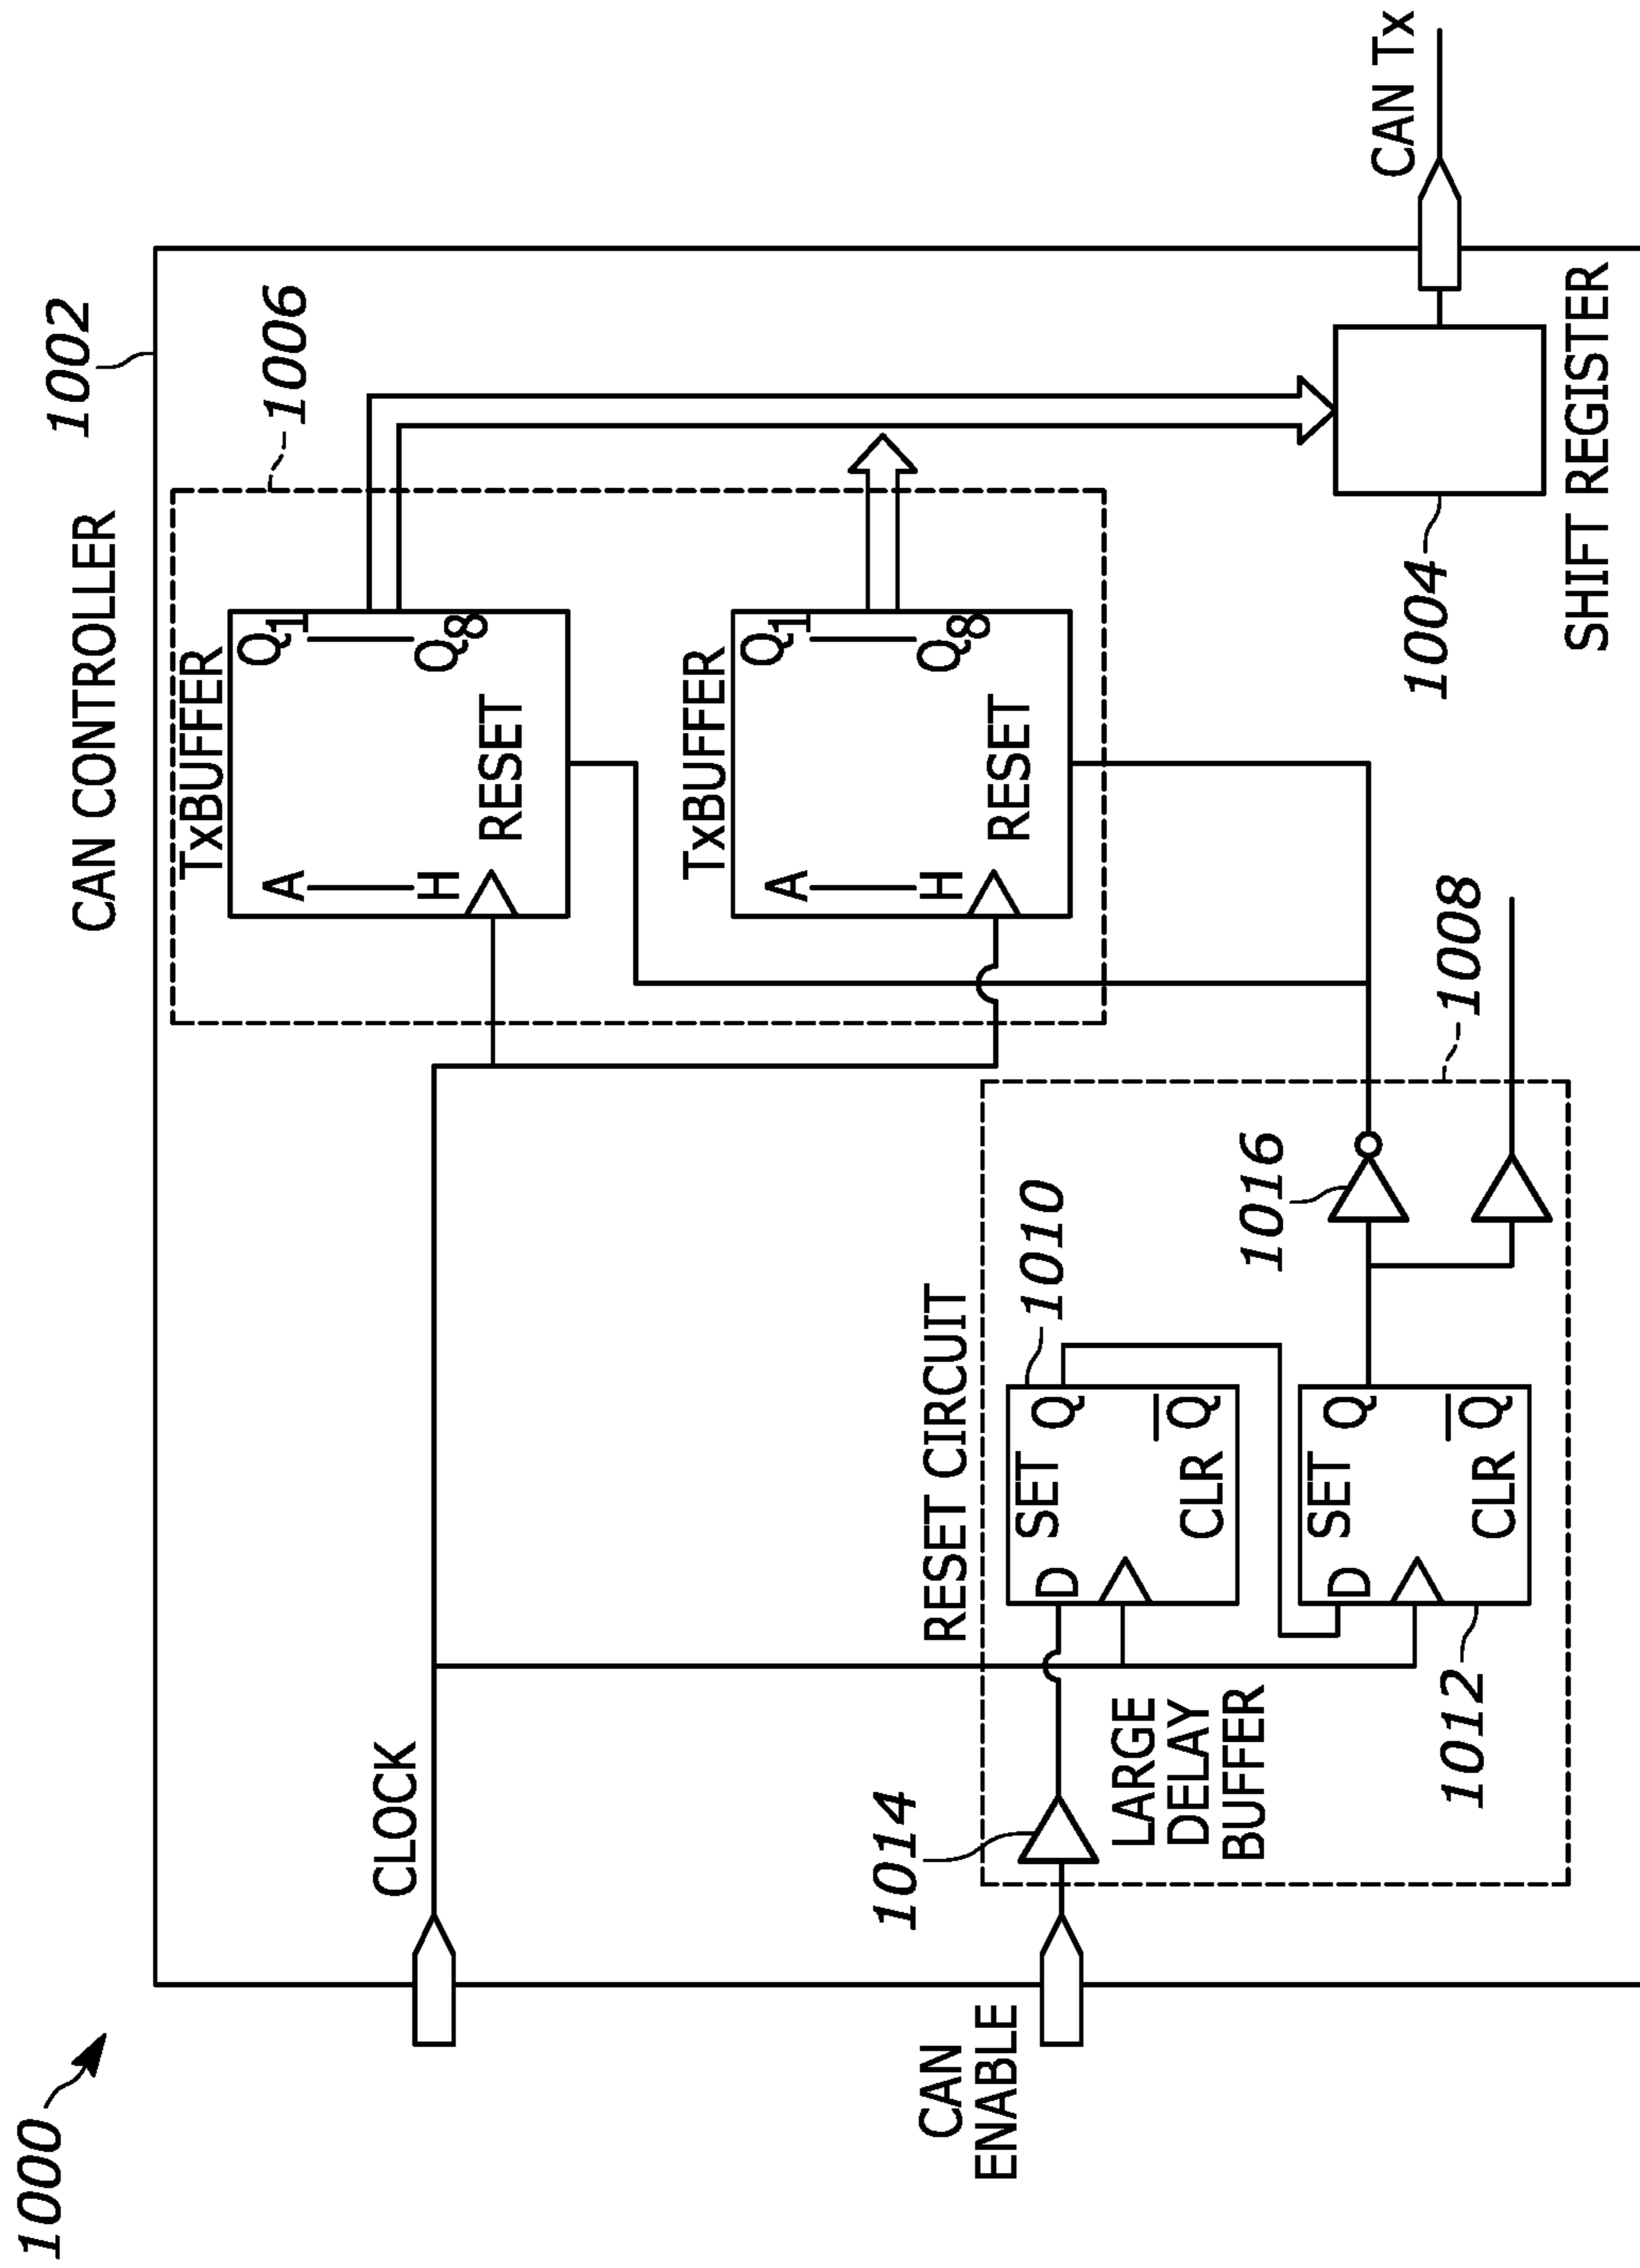 1000
CAN CONTROLLER
1002
1006
TxBUFFER
A
H
Q1
Q8
RESET
TxBUFFER
A
H
Q1
Q8
RESET
CLOCK
CAN
ENABLE
1014
LARGE
DELAY
BUFFER
RESET CIRCUIT
1010
D
SET
Q
CLR
Q
1012
D
SET
Q
CLR
Q
1016
1008
1004
SHIFT REGISTER
CAN Tx